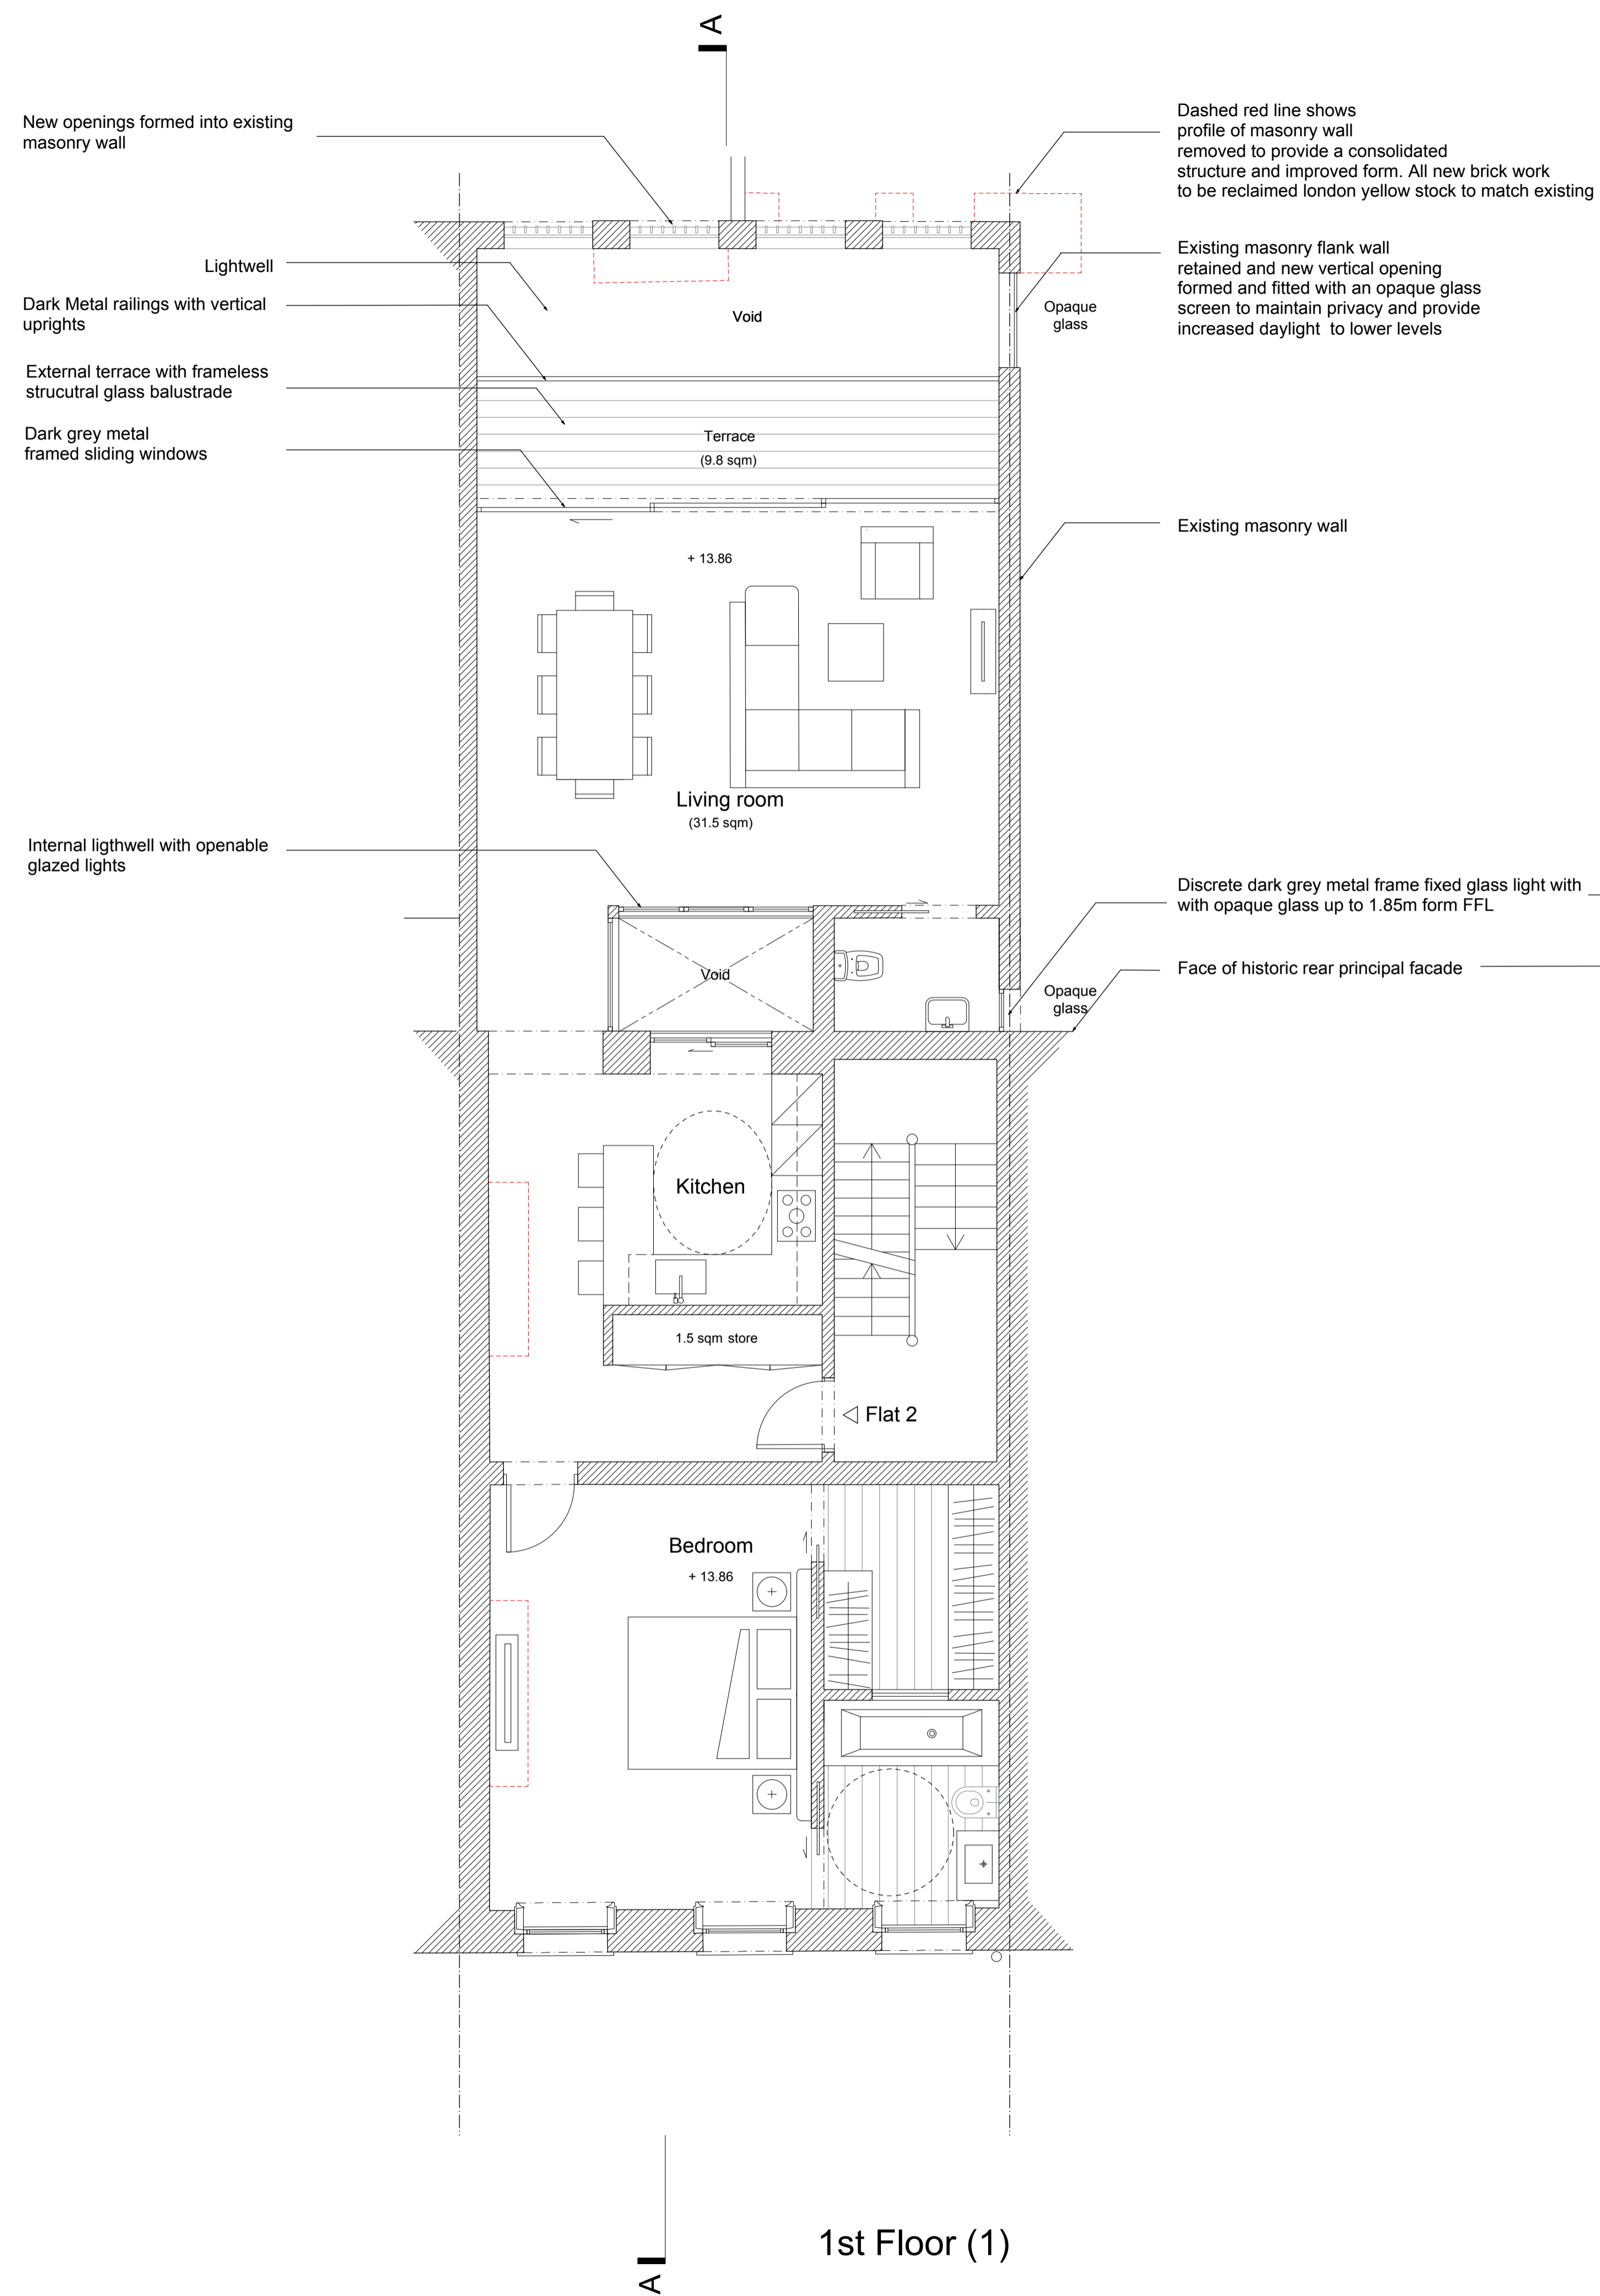 A
New openings formed into existing
masonry wall
Dashed red line shows
profile of masonry wall
removed to provide a consolidated
structure and improved form. All new brick work
to be reclaimed london yellow stock to match existing
Lightwell
Existing masonry flank wall
retained and new vertical opening
formed and fitted with an opaque glass
screen to maintain privacy and provide
increased daylight to lower levels
Dark Metal railings with vertical
uprights
Void
Opaque
glass
External terrace with frameless
strucutral glass balustrade
Dark grey metal
framed sliding windows
Terrace
(9.8 sqm)
Existing masonry wall
+ 13.86
Living room
(31.5 sqm)
Internal ligthwell with openable
glazed lights
Discrete dark grey metal frame fixed glass light with
with opaque glass up to 1.85m form FFL
Void
Face of historic rear principal facade
Opaque
glass
Kitchen
1.5 sqm store
Flat 2
Bedroom
+ 13.86
1st Floor (1)
A